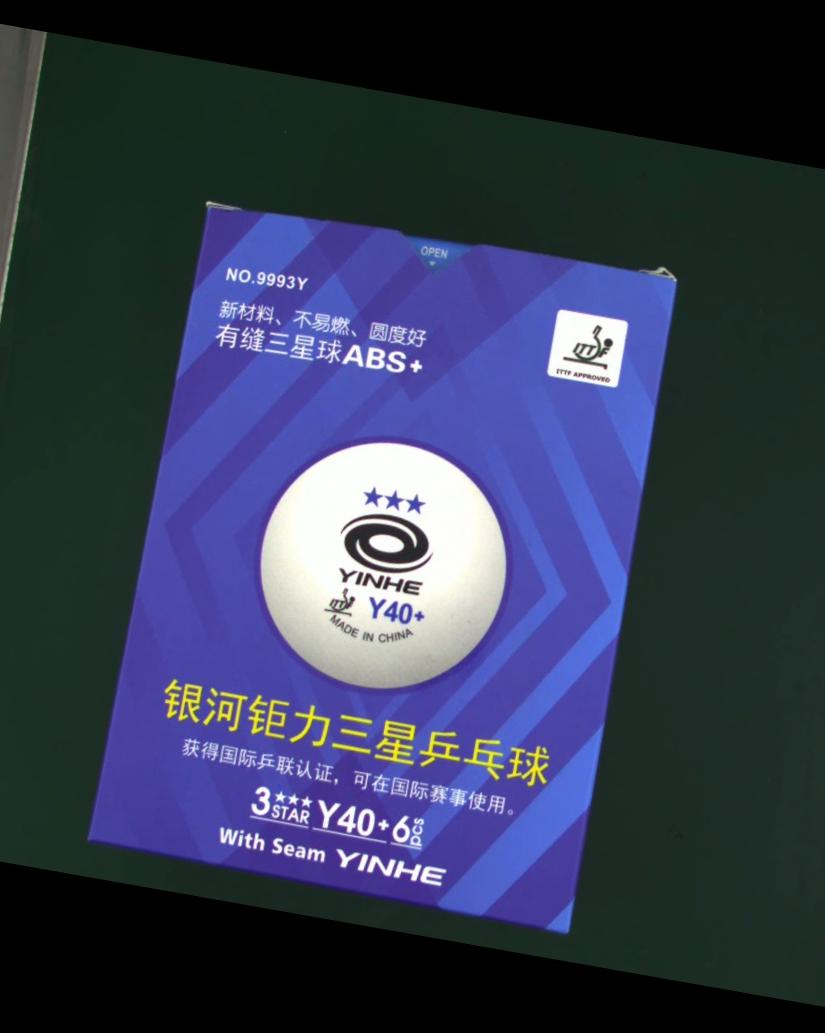 OPEN
NO.9993Y
新材料、不易燃、圆度好
有缝三星球ABS+
ITTF
ITTF APPROVED
YINHE
ITTF Y40+
MADE IN CHINA
银河钜力三星乒乓球
获得国际乒联认证，可在国际赛事使用。
3 STAR Y40+ 6 PCS
With Seam YINHE